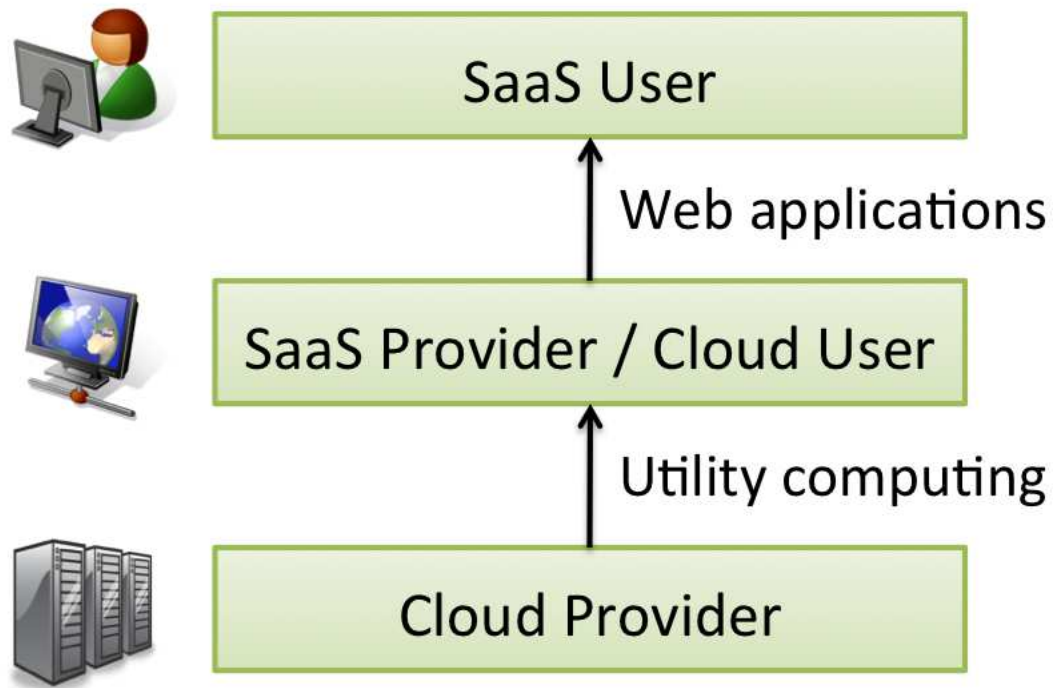 SaaS User
Web applications
SaaS Provider / Cloud User
Utility computing
Cloud Provider